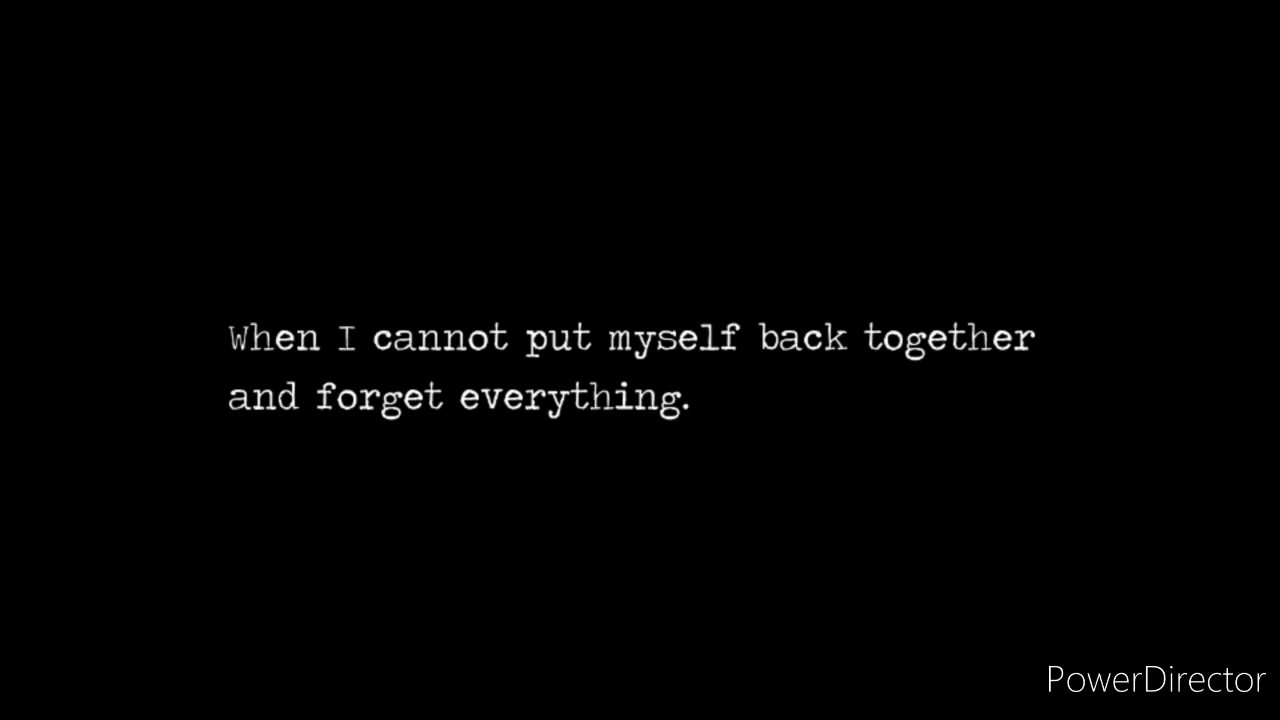 When I cannot put myself back together
and forget everything.
PowerDirector